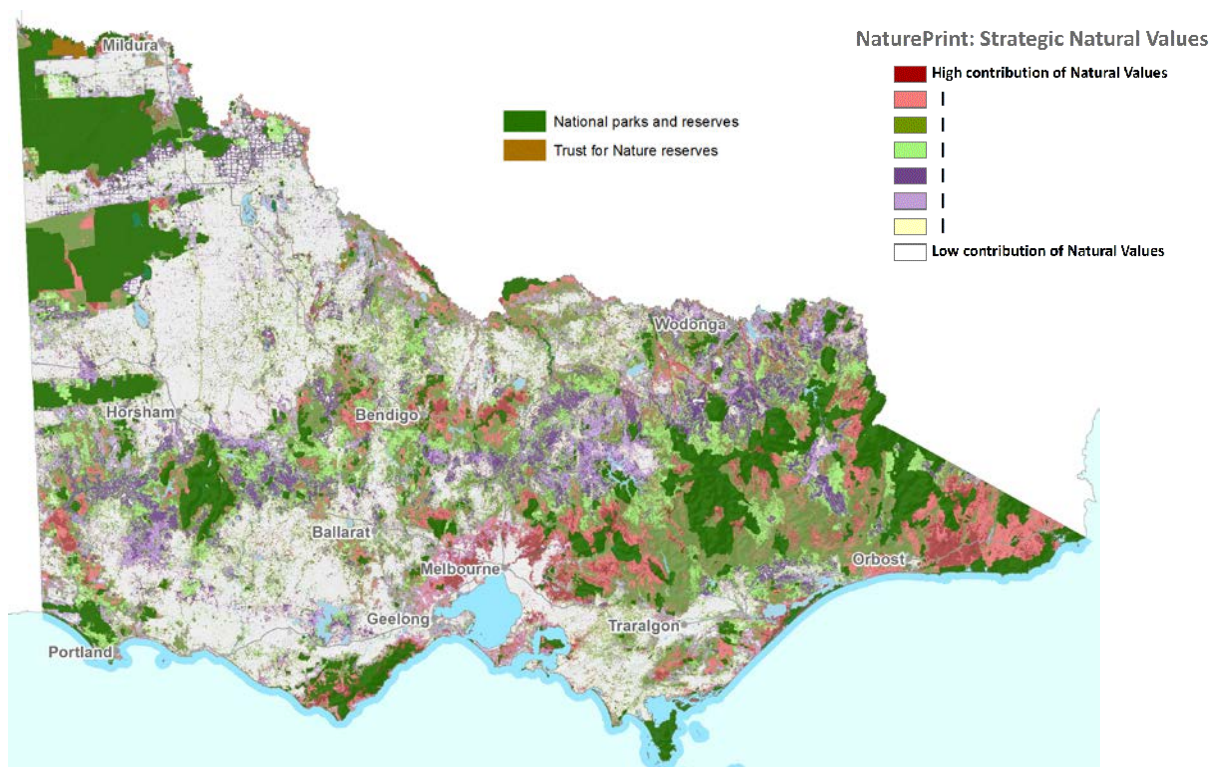 NaturePrint: Strategic Natural Values
High contribution of Natural Values
I
I
I
I
I
I
Low contribution of Natural Values
National parks and reserves
Trust for Nature reserves
Mildura
Wodonga
Horsham
Bendigo
Ballarat
Orbost
Melbourne
Geelong
Traralgon
Portland